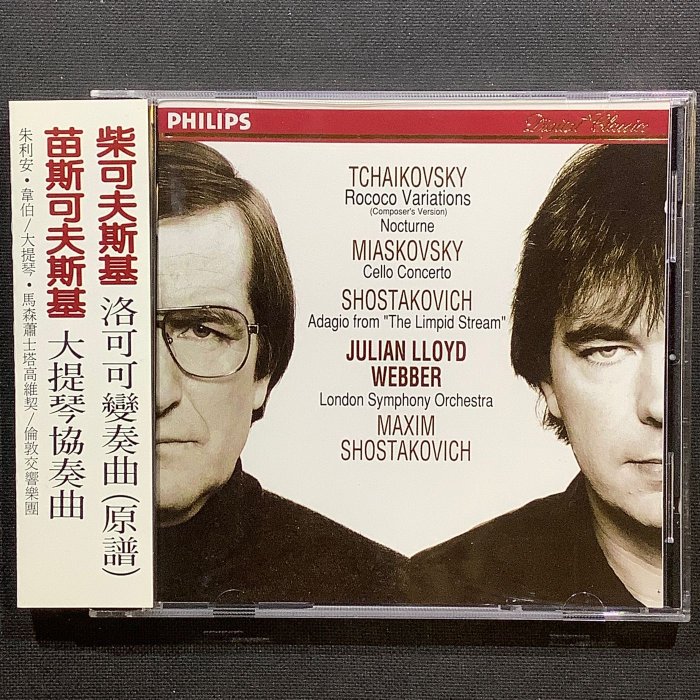 柴可夫斯基 洛可可變奏曲(原譜)
苗斯可夫斯基 大提琴協奏曲
朱利安·韋伯/大提琴·馬森蕭士塔高維契/倫敦交響樂團
PHILIPS
Digital Classics
TCHAIKOVSKY
Rococo Variations
(Composer's Version)
Nocturne
MIASKOVSKY
Cello Concerto
SHOSTAKOVICH
Adagio from "The Limpid Stream"
JULIAN LLOYD
WEBBER
London Symphony Orchestra
MAXIM
SHOSTAKOVICH